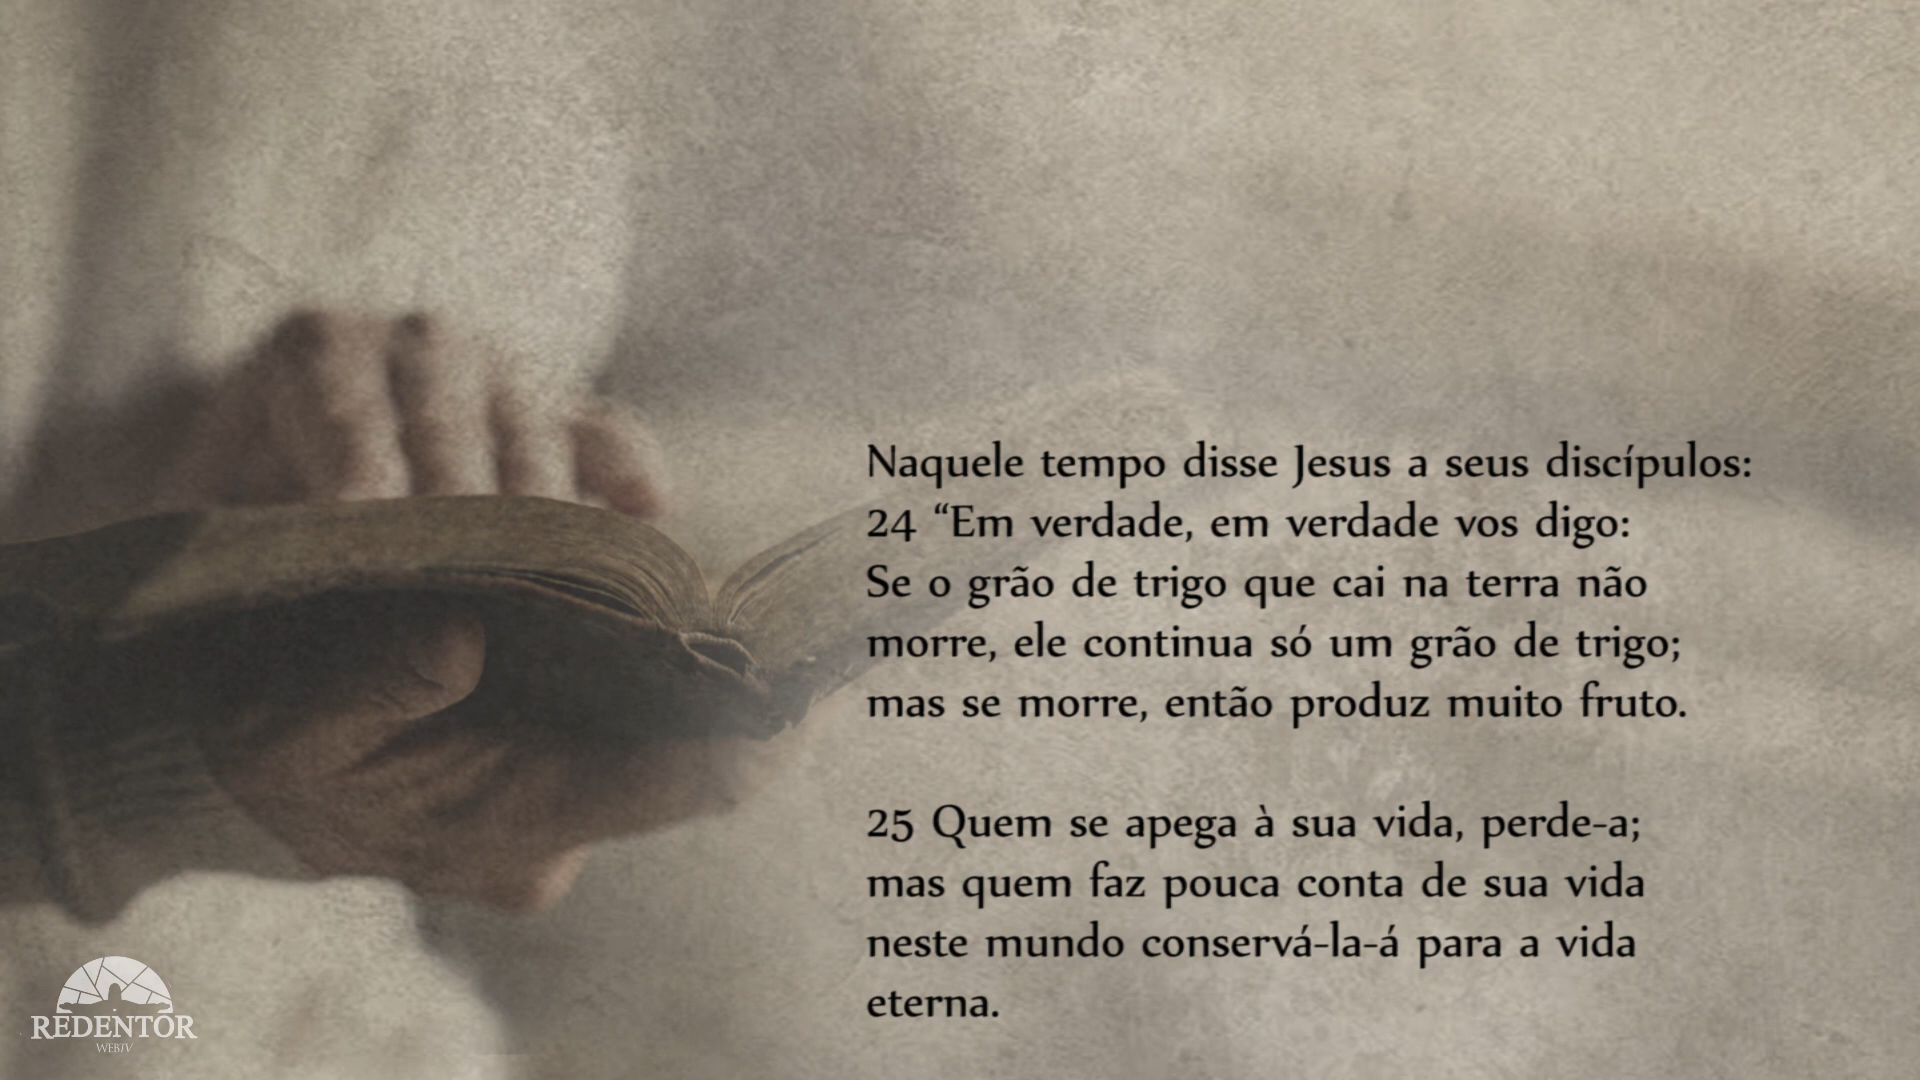 Naquele tempo disse Jesus a seus discípulos:
24 “Em verdade, em verdade vos digo:
Se o grão de trigo que cai na terra não
morre, ele continua só um grão de trigo;
mas se morre, então produz muito fruto.
25 Quem se apega à sua vida, perde-a;
mas quem faz pouca conta de sua vida
neste mundo conservá-la-á para a vida
eterna.
REDENTOR
WEBTV